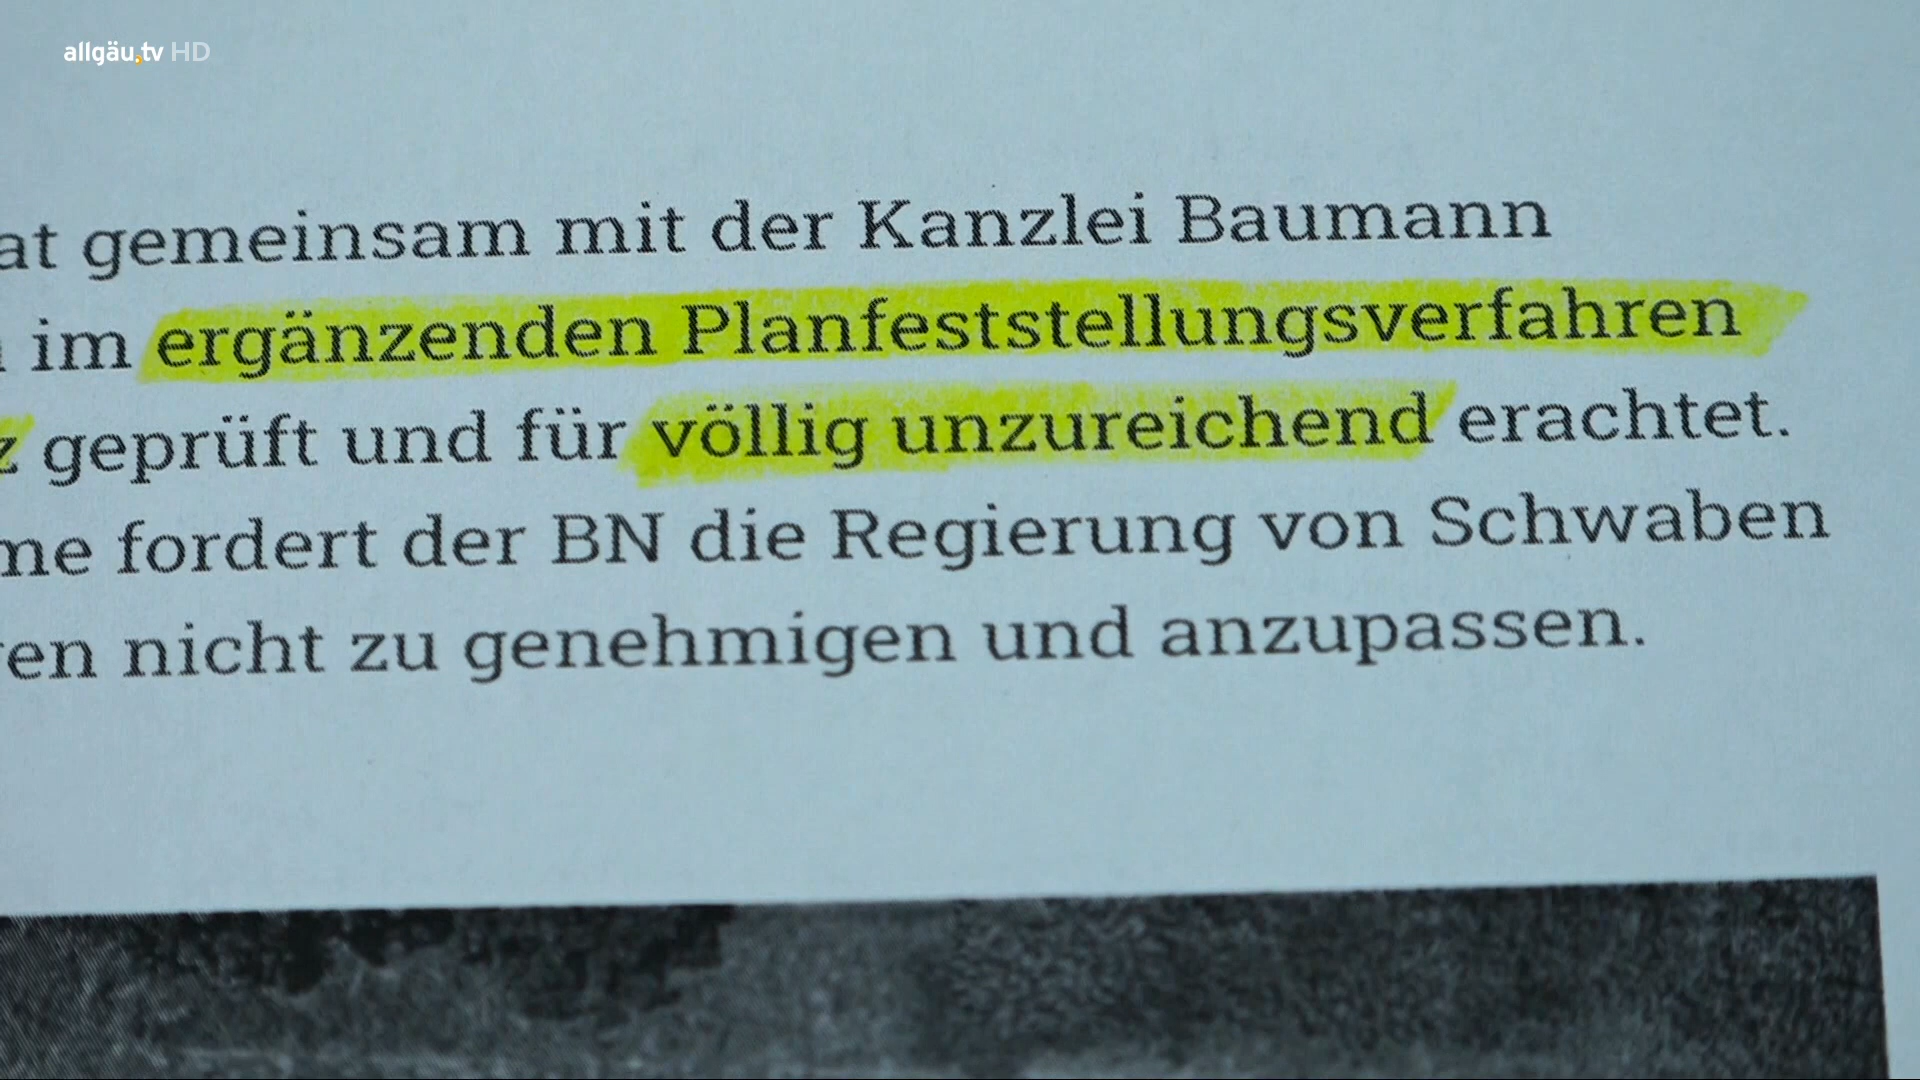 allgäu.tv HD
at gemeinsam mit der Kanzlei Baumann
im ergänzenden Planfeststellungsverfahren
z geprüft und für völlig unzureichend erachtet.
me fordert der BN die Regierung von Schwaben
en nicht zu genehmigen und anzupassen.